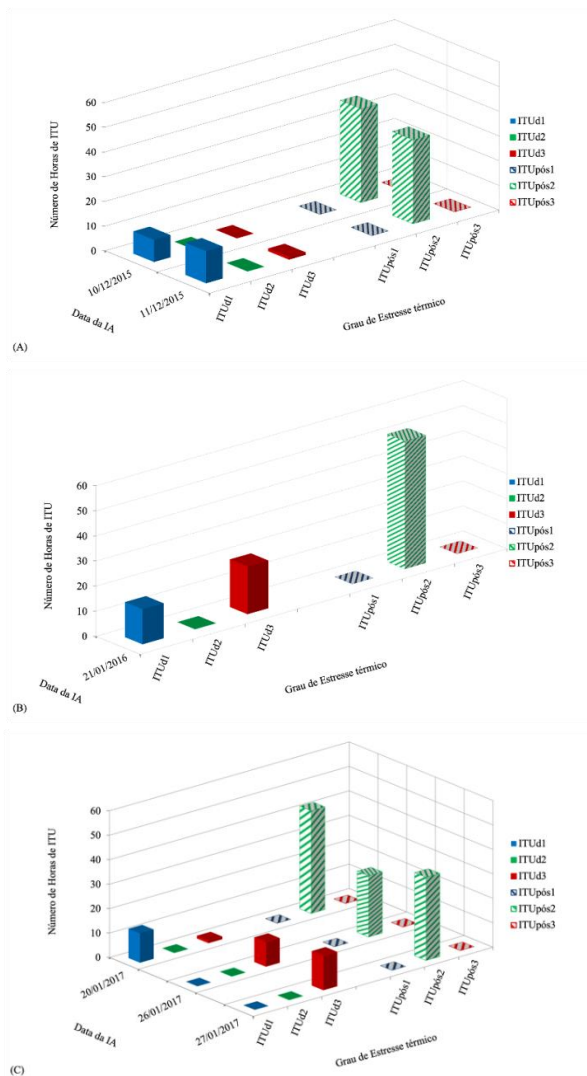 60
50
40
30
20
10
0
Número de Horas de ITU
10/12/2015
11/12/2015
Data da IA
ITUd1
ITUd2
ITUd3
ITUpós1
ITUpós2
ITUpós3
Grau de Estresse térmico
ITUd1
ITUd2
ITUd3
ITUpós1
ITUpós2
ITUpós3
(A)
60
50
40
30
20
10
0
Número de Horas de ITU
21/01/2016
Data da IA
ITUd1
ITUd2
ITUd3
ITUpós1
ITUpós2
ITUpós3
Grau de Estresse térmico
ITUd1
ITUd2
ITUd3
ITUpós1
ITUpós2
ITUpós3
(B)
60
50
40
30
20
10
0
Número de Horas de ITU
20/01/2017
26/01/2017
27/01/2017
Data da IA
ITUd1
ITUd2
ITUd3
ITUpós1
ITUpós2
ITUpós3
Grau de Estresse térmico
ITUd1
ITUd2
ITUd3
ITUpós1
ITUpós2
ITUpós3
(C)